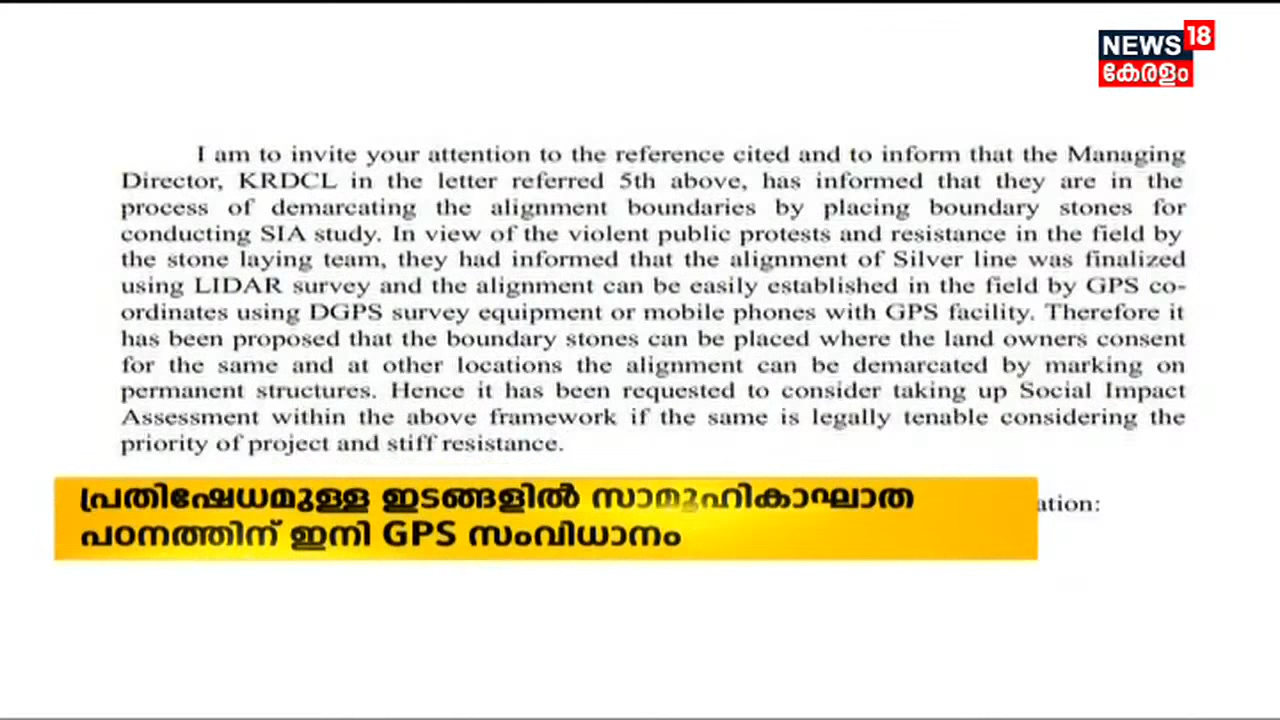 NEWS 18
കേരളം
I am to invite your attention to the reference cited and to inform that the Managing
Director, KRDCL in the letter referred 5th above, has informed that they are in the
process of demarcating the alignment boundaries by placing boundary stones for
conducting SIA study. In view of the violent public protests and resistance in the field by
the stone laying team, they had informed that the alignment of Silver line was finalized
using LIDAR survey and the alignment can be easily established in the field by GPS co-
ordinates using DGPS survey equipment or mobile phones with GPS facility. Therefore it
has been proposed that the boundary stones can be placed where the land owners consent
for the same and at other locations the alignment can be demarcated by marking on
permanent structures. Hence it has been requested to consider taking up Social Impact
Assessment within the above framework if the same is legally tenable considering the
priority of project and stiff resistance.
ation:
പ്രതിഷേധമുള്ള ഇടങ്ങളിൽ സാമൂഹികാഘാത
പഠനത്തിന് ഇനി GPS സംവിധാനം